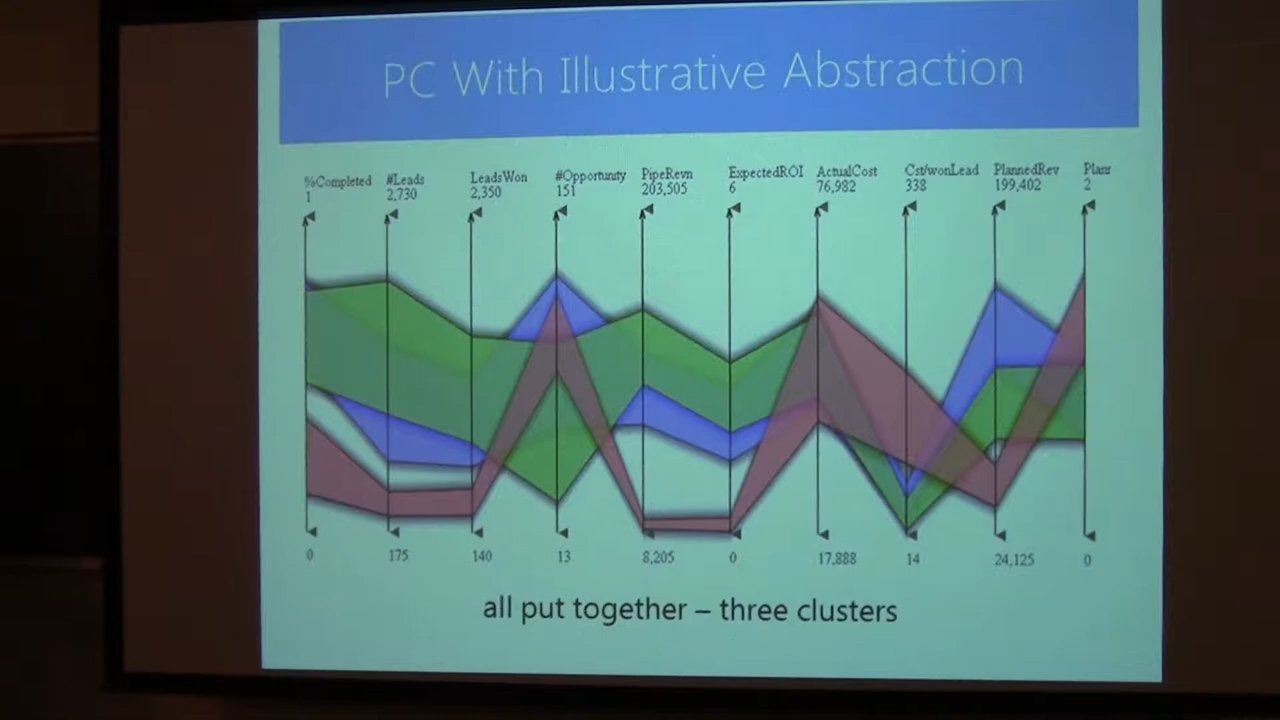 PC With Illustrative Abstraction
%Completed #Leads LeadsWon #Opportunity PipeRevn ExpectedROI ActualCost Cst/wonLead PlannedRev Planr
1 2,730 2,350 151 203,505 6 76,982 338 199,402 2
0 175 140 13 8,205 0 17,888 14 24,125 0
all put together – three clusters